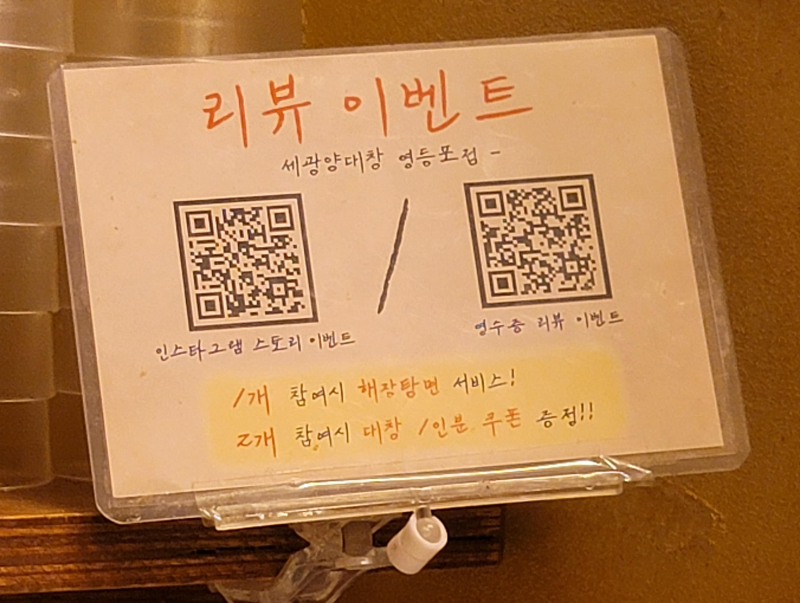 리뷰 이벤트
세광양대창 영등포점 -
인스타그램 스토리 이벤트
영수증 리뷰 이벤트
1개 참여시 해장탕면 서비스!
2개 참여시 대창 1인분 쿠폰 증정!!